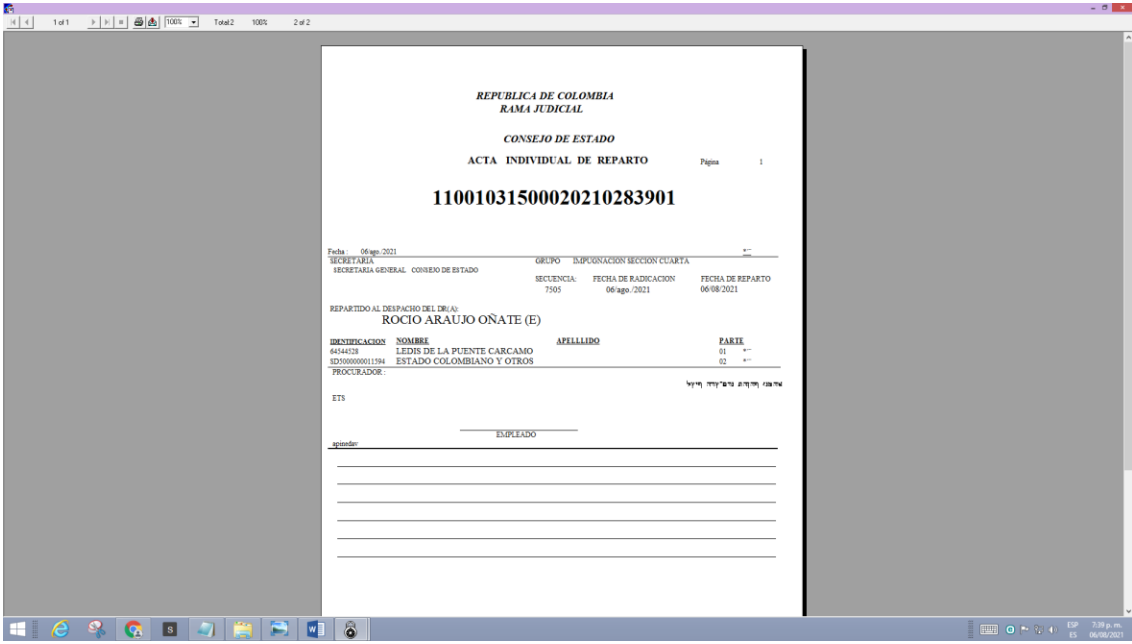 1 of 1 100% Total:2 100% 2 of 2
REPUBLICA DE COLOMBIA
RAMA JUDICIAL
CONSEJO DE ESTADO
ACTA INDIVIDUAL DE REPARTO Página 1
11001031500020210283901
Fecha : 06/ago./2021 *~
SECRETARIA GRUPO IMPUGNACION SECCION CUARTA
SECRETARIA GENERAL CONSEJO DE ESTADO
SECUENCIA: FECHA DE RADICACION FECHA DE REPARTO
7505 06/ago./2021 06/08/2021
REPARTIDO AL DESPACHO DEL DR(A):
ROCIO ARAUJO OÑATE (E)
IDENTIFICACION NOMBRE APELLLIDO PARTE
64544528 LEDIS DE LA PUENTE CARCAMO 01 *~
SD5000000011594 ESTADO COLOMBIANO Y OTROS 02 *~
PROCURADOR :
ETS
EMPLEADO
apinedav
S W
ESP 7:39 p. m.
ES 06/08/2021